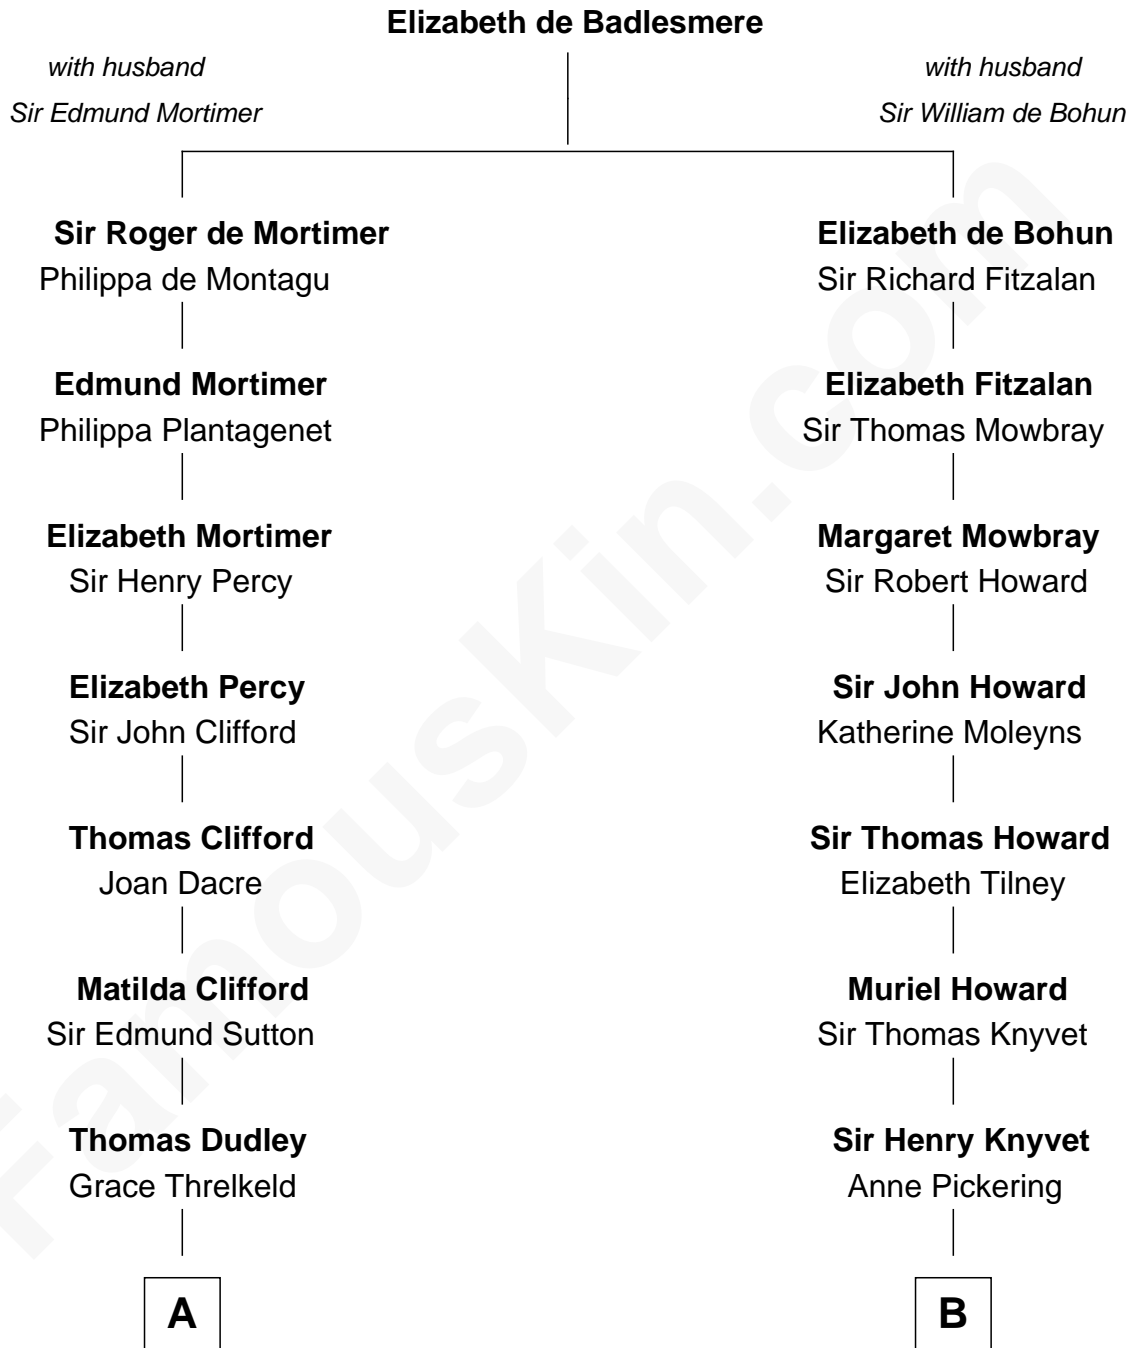 Elizabeth de Badlesmere
with husband
Sir Edmund Mortimer
with husband
Sir William de Bohun
Sir Roger de Mortimer
Philippa de Montagu
Elizabeth de Bohun
Sir Richard Fitzalan
Edmund Mortimer
Philippa Plantagenet
Elizabeth Fitzalan
Sir Thomas Mowbray
Elizabeth Mortimer
Sir Henry Percy
Margaret Mowbray
Sir Robert Howard
Elizabeth Percy
Sir John Clifford
Sir John Howard
Katherine Moleyns
Thomas Clifford
Joan Dacre
Sir Thomas Howard
Elizabeth Tilney
Matilda Clifford
Sir Edmund Sutton
Muriel Howard
Sir Thomas Knyvet
Thomas Dudley
Grace Threlkeld
Sir Henry Knyvet
Anne Pickering
A
B
FamousKin.com